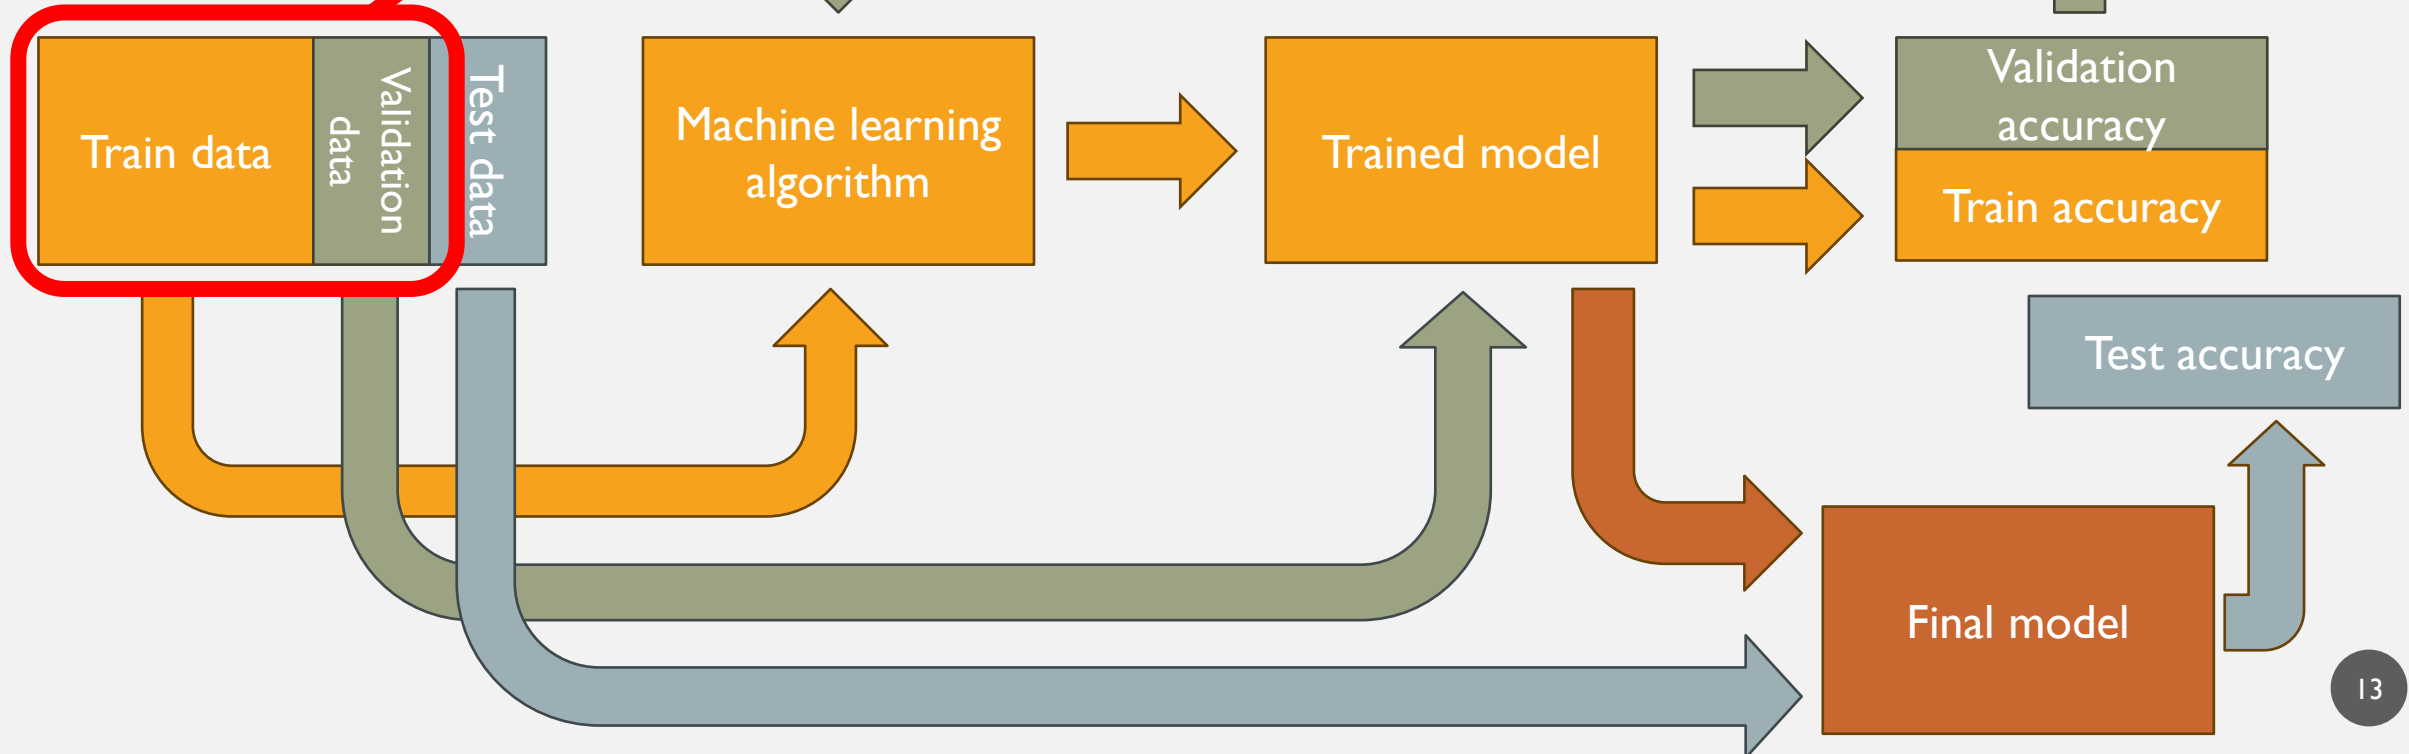 Train data
Validation
data
Test data
Machine learning
algorithm
Trained model
Validation
accuracy
Train accuracy
Test accuracy
Final model
13